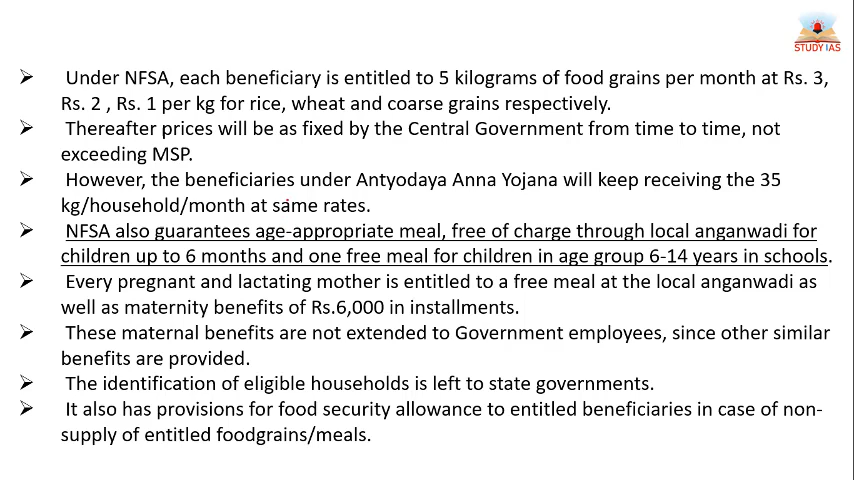 STUDY IAS
➢ Under NFSA, each beneficiary is entitled to 5 kilograms of food grains per month at Rs. 3,
Rs. 2 , Rs. 1 per kg for rice, wheat and coarse grains respectively.
➢ Thereafter prices will be as fixed by the Central Government from time to time, not
exceeding MSP.
➢ However, the beneficiaries under Antyodaya Anna Yojana will keep receiving the 35
kg/household/month at same rates.
➢ NFSA also guarantees age-appropriate meal, free of charge through local anganwadi for
children up to 6 months and one free meal for children in age group 6-14 years in schools.
➢ Every pregnant and lactating mother is entitled to a free meal at the local anganwadi as
well as maternity benefits of Rs.6,000 in installments.
➢ These maternal benefits are not extended to Government employees, since other similar
benefits are provided.
➢ The identification of eligible households is left to state governments.
➢ It also has provisions for food security allowance to entitled beneficiaries in case of non-
supply of entitled foodgrains/meals.